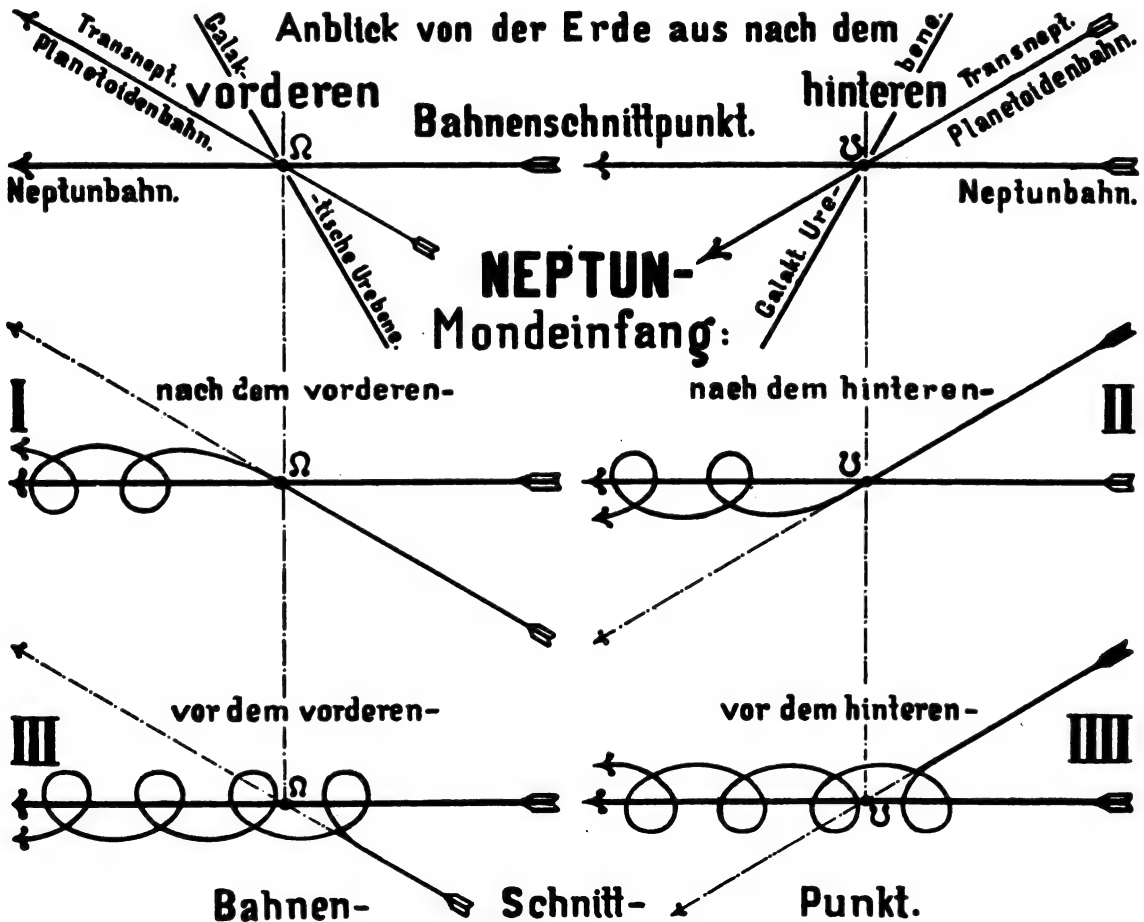 Anblick von der Erde aus nach dem
vorderen
hinteren
Bahnenschnittpunkt.
Transnept.
Planetoidenbahn.
Galak-
-tische Urebene.
Ω
Neptunbahn.
Transnept.
Planetoidenbahn.
Galakt. Ure-
bene.
☋
Neptunbahn.
NEPTUN-
Mondeinfang:
I
nach dem vorderen-
Ω
II
nach dem hinteren-
☋
III
vor dem vorderen-
Ω
IIII
vor dem hinteren-
☋
Bahnen- Schnitt- Punkt.